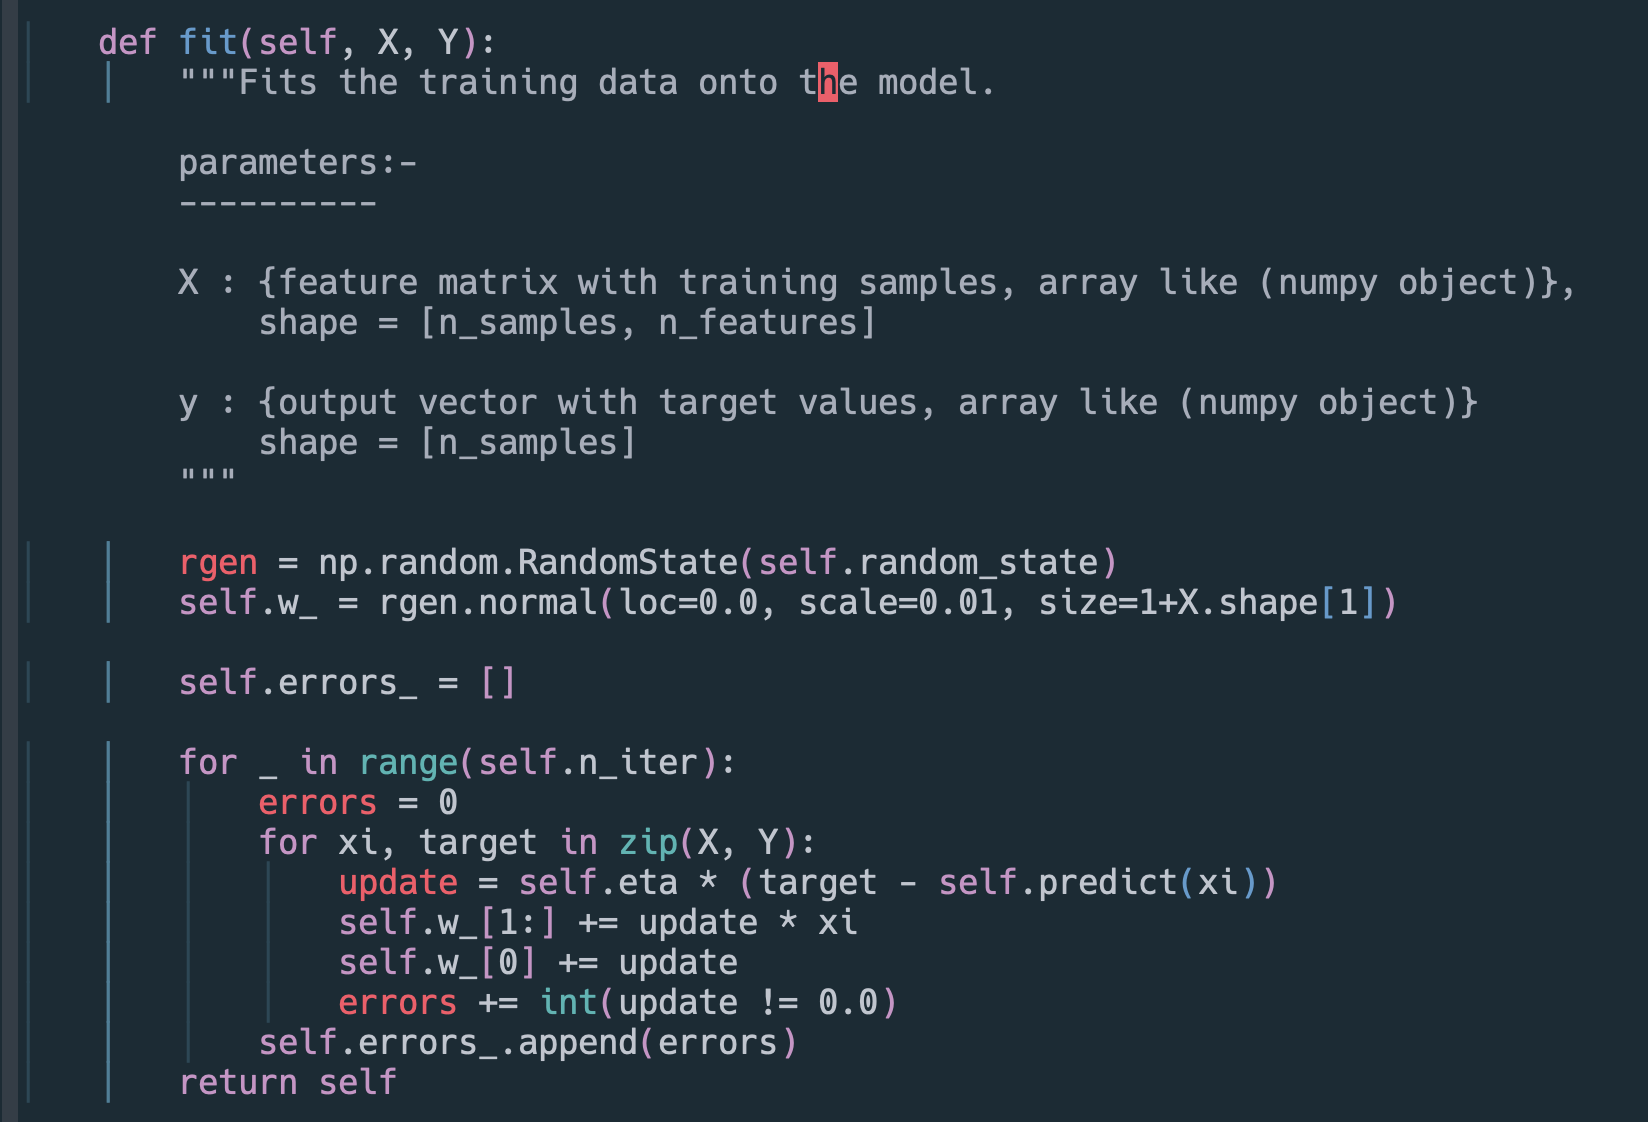 def fit(self, X, Y):
"""Fits the training data onto the model.
parameters:-
----------
X : {feature matrix with training samples, array like (numpy object)},
shape = [n_samples, n_features]
y : {output vector with target values, array like (numpy object)}
shape = [n_samples]
"""
rgen = np.random.RandomState(self.random_state)
self.w_ = rgen.normal(loc=0.0, scale=0.01, size=1+X.shape[1])
self.errors_ = []
for _ in range(self.n_iter):
errors = 0
for xi, target in zip(X, Y):
update = self.eta * (target - self.predict(xi))
self.w_[1:] += update * xi
self.w_[0] += update
errors += int(update != 0.0)
self.errors_.append(errors)
return self